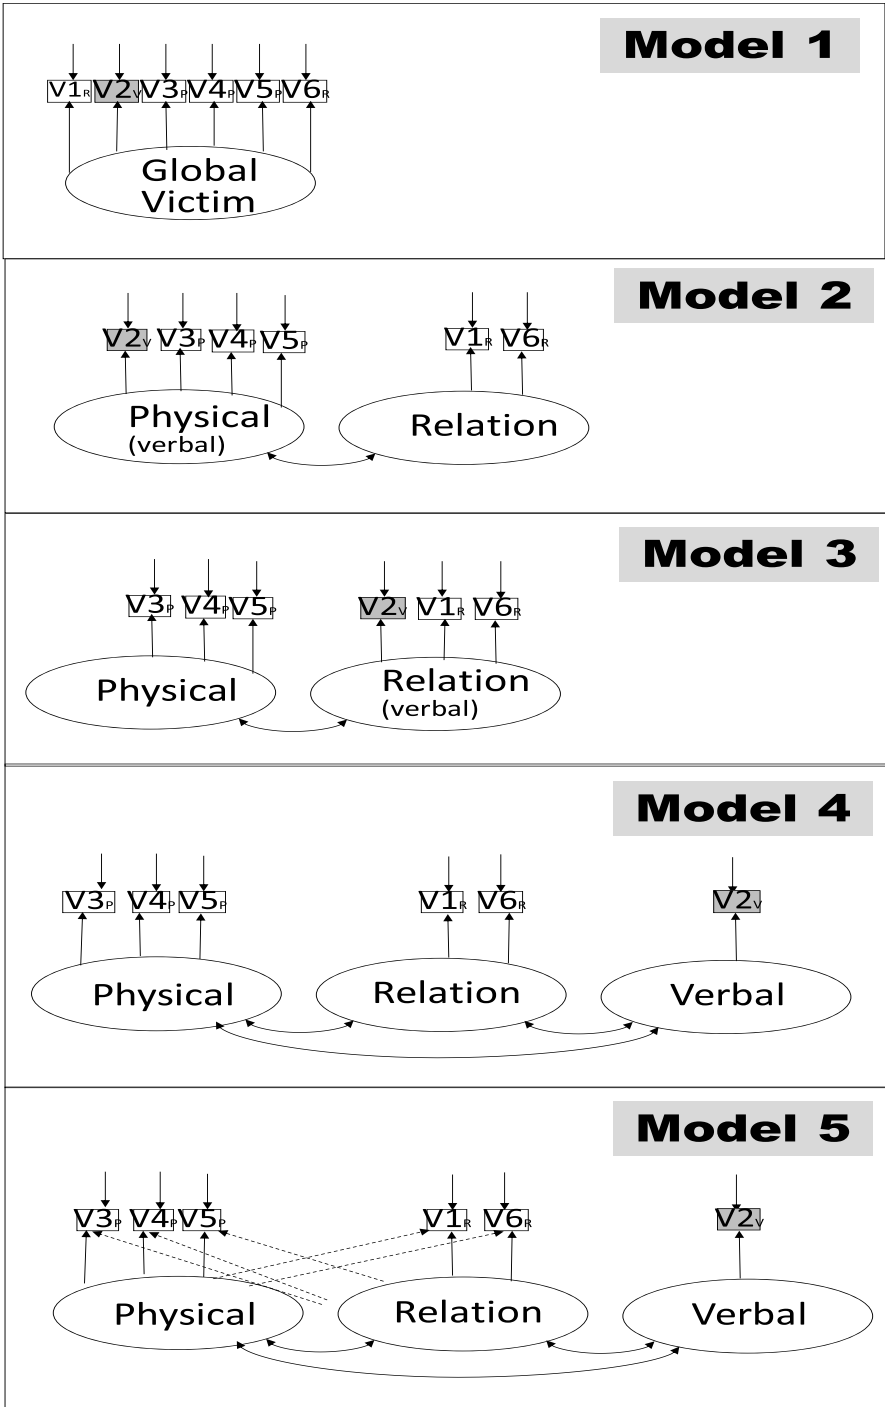 Model 1
V1R V2V V3P V4P V5P V6R
Global
Victim
Model 2
V2V V3P V4P V5P V1R V6R
Physical
(verbal)
Relation
Model 3
V3P V4P V5P V2V V1R V6R
Physical
Relation
(verbal)
Model 4
V3P V4P V5P V1R V6R V2V
Physical Relation Verbal
Model 5
V3P V4P V5P V1R V6R V2V
Physical Relation Verbal